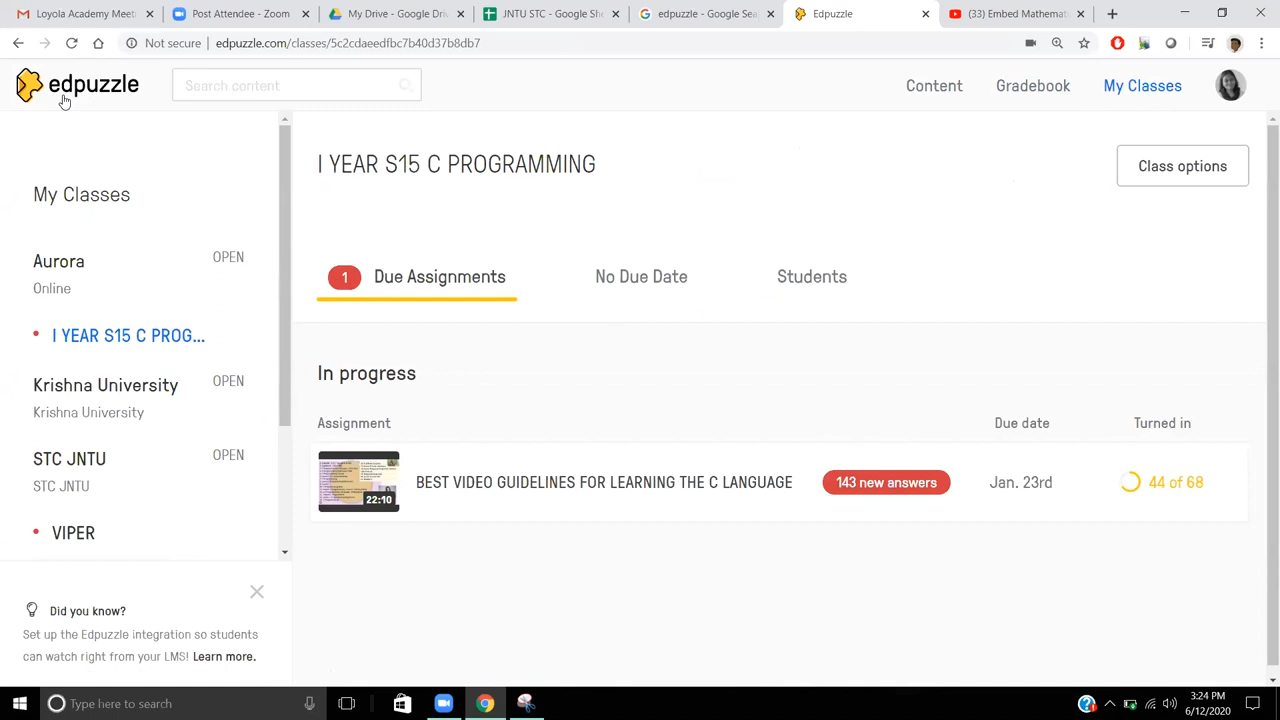 Loyola Academy Meeti
Post Attendee - Zoom
My Drive - Google Dri
JNTU STC - Google She
edpuzzle - Google Sea
Edpuzzle
(33) Embed Mathemat
Not secure
edpuzzle.com/classes/5c2cdaeedfbc7b40d37b8db7
edpuzzle
Search content
Content
Gradebook
My Classes
My Classes
Aurora
OPEN
Online
I YEAR S15 C PROG...
Krishna University
OPEN
Krishna University
STC JNTU
OPEN
STC JNTU
VIPER
Did you know?
Set up the Edpuzzle integration so students
can watch right from your LMS! Learn more.
I YEAR S15 C PROGRAMMING
Class options
1 Due Assignments
No Due Date
Students
In progress
Assignment
Due date
Turned in
22:10
BEST VIDEO GUIDELINES FOR LEARNING THE C LANGUAGE
143 new answers
Jan. 23rd
44 of 68
Type here to search
3:24 PM
6/12/2020